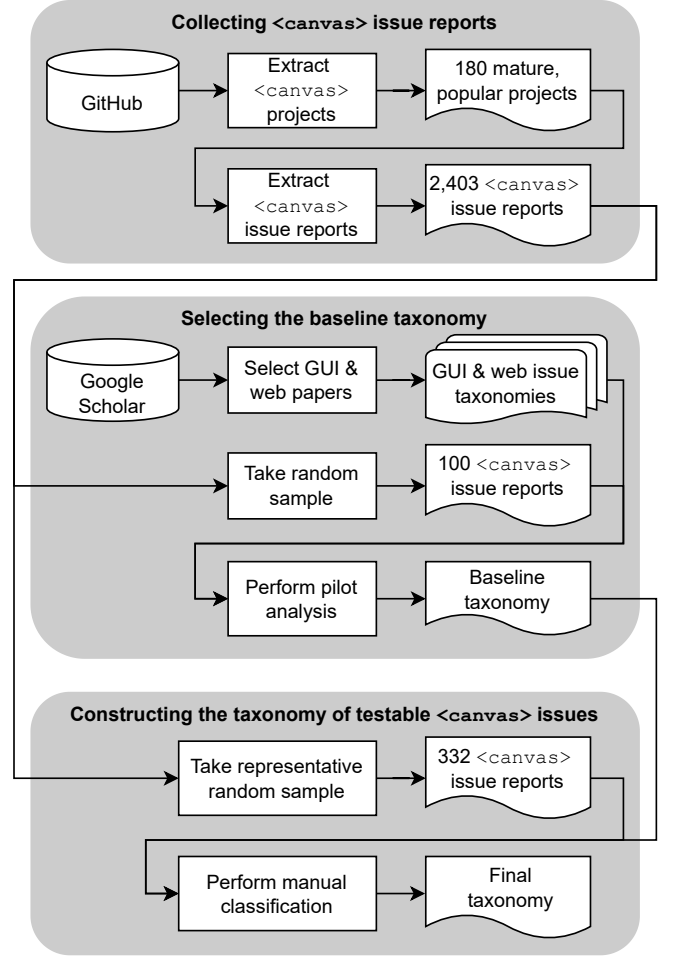 Collecting <canvas> issue reports
GitHub
Extract
<canvas>
projects
180 mature,
popular projects
Extract
<canvas>
issue reports
2,403 <canvas>
issue reports
Selecting the baseline taxonomy
Google
Scholar
Select GUI &
web papers
GUI & web issue
taxonomies
Take random
sample
100 <canvas>
issue reports
Perform pilot
analysis
Baseline
taxonomy
Constructing the taxonomy of testable <canvas> issues
Take representative
random sample
332 <canvas>
issue reports
Perform manual
classification
Final
taxonomy